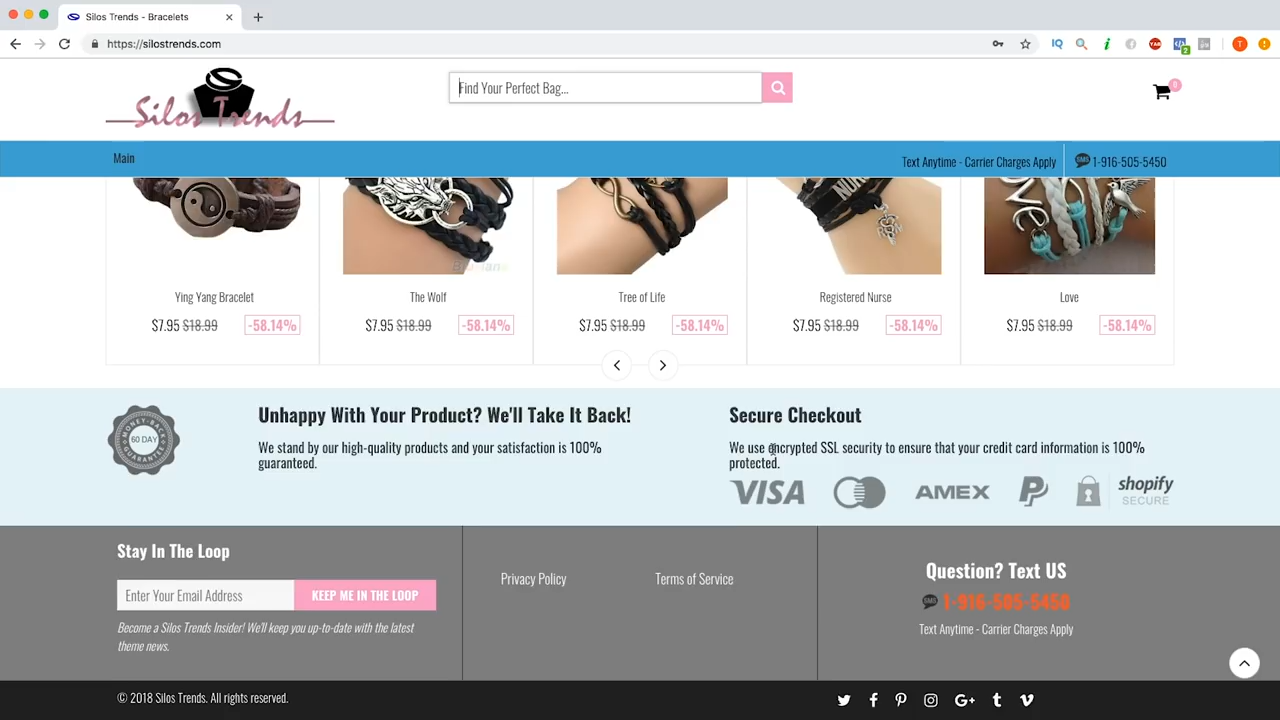 Silos Trends - Bracelets
https://silostrends.com
Silos Trends
Find Your Perfect Bag...
0
Main
Text Anytime - Carrier Charges Apply
SMS 1-916-505-5450
Ying Yang Bracelet
$7.95 $18.99 -58.14%
The Wolf
$7.95 $18.99 -58.14%
Tree of Life
$7.95 $18.99 -58.14%
Registered Nurse
$7.95 $18.99 -58.14%
Love
$7.95 $18.99 -58.14%
MONEY-BACK
60 DAY
GUARANTEE
Unhappy With Your Product? We'll Take It Back!
We stand by our high-quality products and your satisfaction is 100%
guaranteed.
Secure Checkout
We use encrypted SSL security to ensure that your credit card information is 100%
protected.
VISA
AMEX
shopify
SECURE
Stay In The Loop
Enter Your Email Address
KEEP ME IN THE LOOP
Become a Silos Trends Insider! We'll keep you up-to-date with the latest
theme news.
Privacy Policy
Terms of Service
Question? Text US
SMS 1-916-505-5450
Text Anytime - Carrier Charges Apply
© 2018 Silos Trends. All rights reserved.